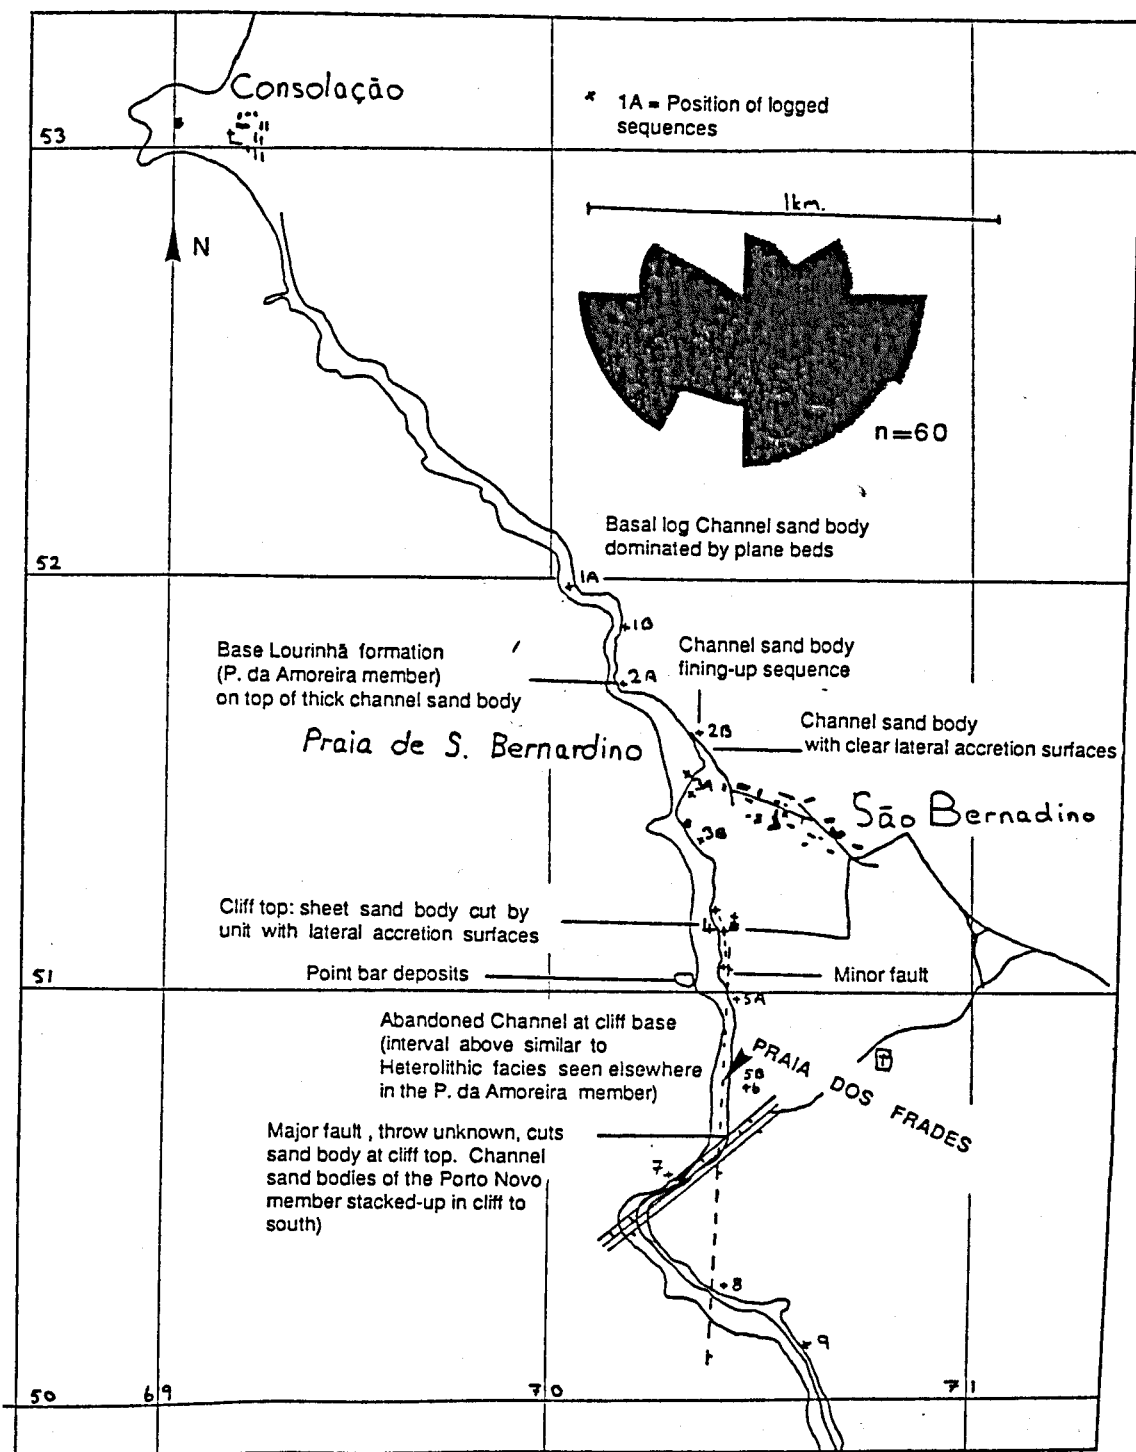 Consolação
* 1A = Position of logged
sequences
53
N
1km.
n=60
Basal log Channel sand body
dominated by plane beds
52
1A
1B
Base Lourinhã formation
(P. da Amoreira member)
on top of thick channel sand body
2A
Channel sand body
fining-up sequence
2B
Channel sand body
with clear lateral accretion surfaces
Praia de S. Bernardino
3A
São Bernadino
3B
Cliff top: sheet sand body cut by
unit with lateral accretion surfaces
4
Point bar deposits
Minor fault
51
5A
Abandoned Channel at cliff base
(interval above similar to
Heterolithic facies seen elsewhere
in the P. da Amoreira member)
PRAIA DOS FRADES
5B
+6
Major fault , throw unknown, cuts
sand body at cliff top. Channel
sand bodies of the Porto Novo
member stacked-up in cliff to
south)
7
8
9
50
69
70
71